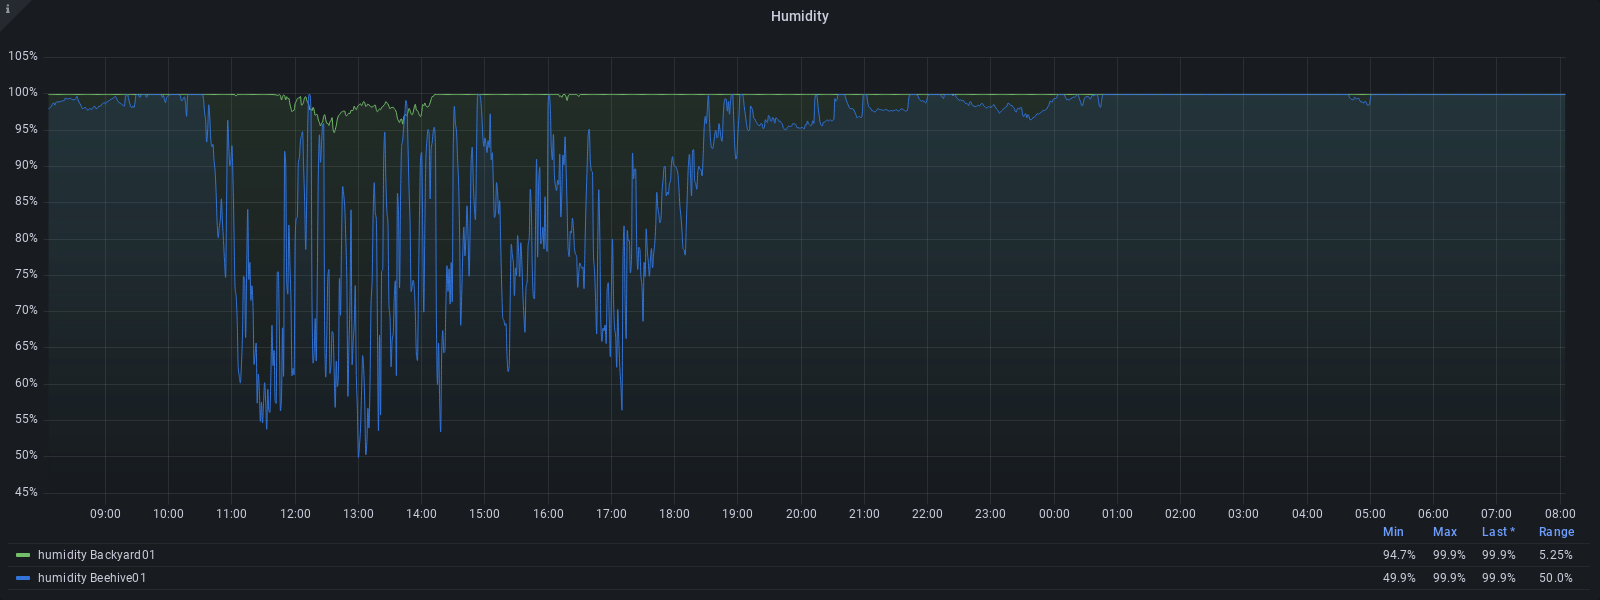 i
Humidity
105%
100%
95%
90%
85%
80%
75%
70%
65%
60%
55%
50%
45%
09:00 10:00 11:00 12:00 13:00 14:00 15:00 16:00 17:00 18:00 19:00 20:00 21:00 22:00 23:00 00:00 01:00 02:00 03:00 04:00 05:00 06:00 07:00 08:00
Min Max Last * Range
humidity Backyard01 94.7% 99.9% 99.9% 5.25%
humidity Beehive01 49.9% 99.9% 99.9% 50.0%